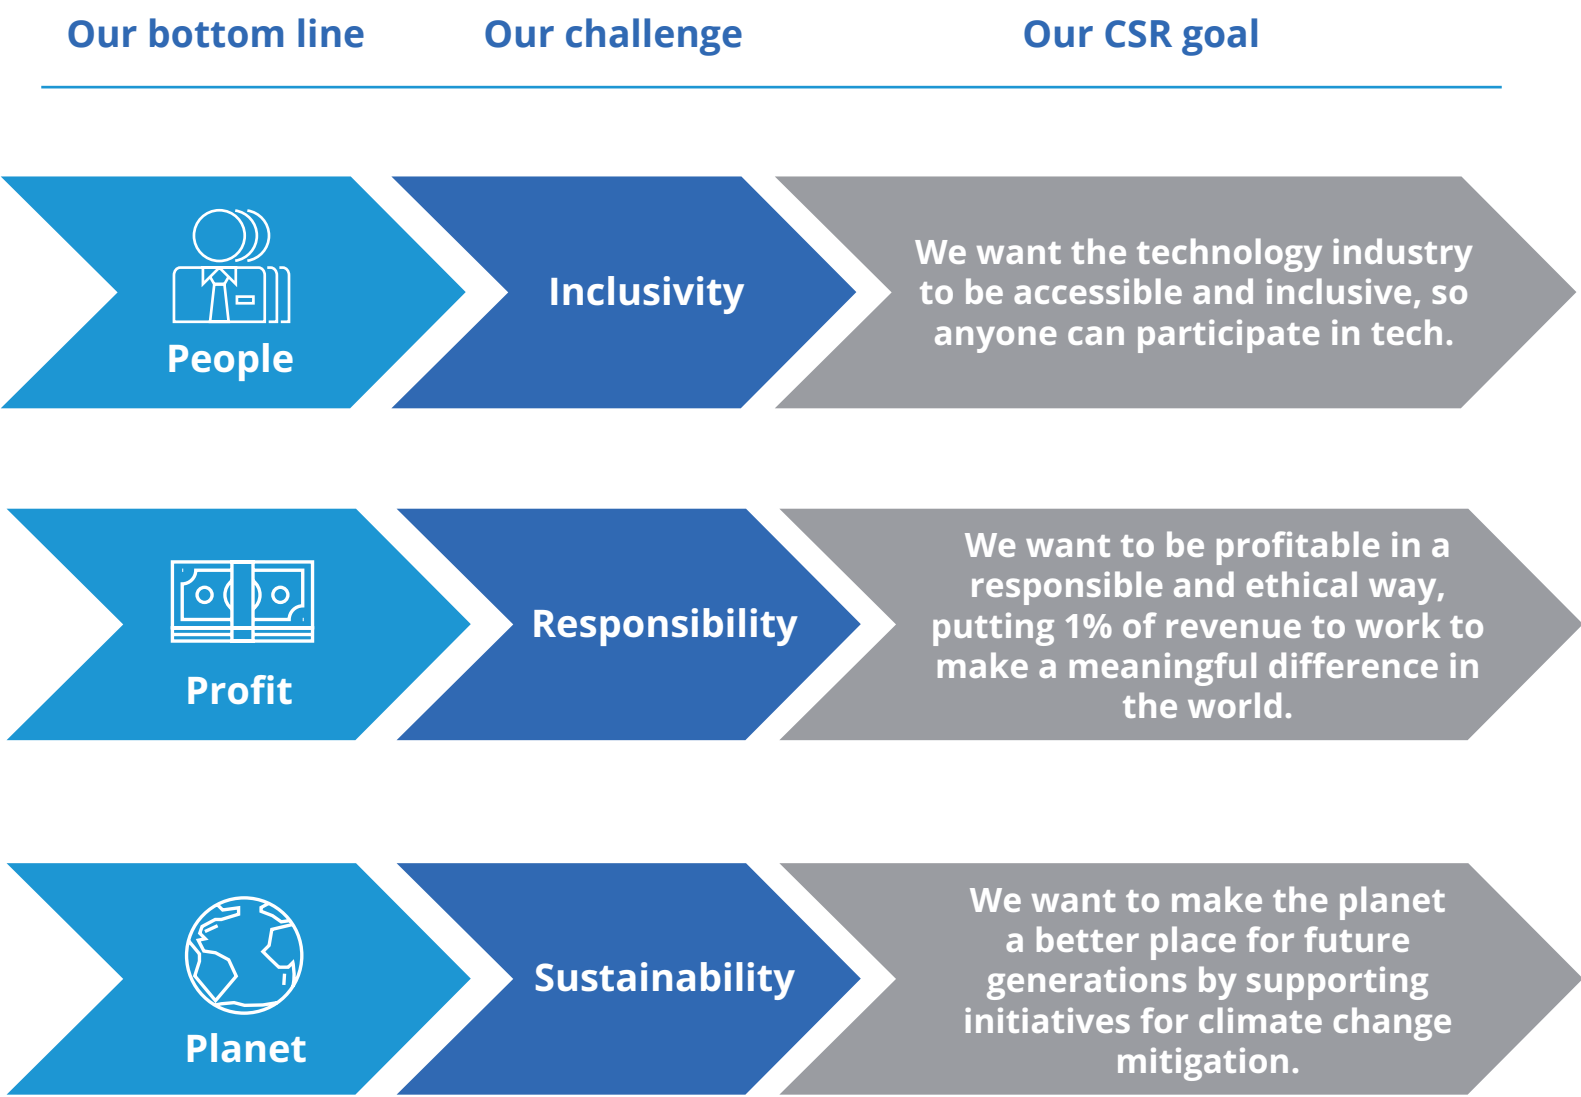 Our bottom line
Our challenge
Our CSR goal
People
Inclusivity
We want the technology industry
to be accessible and inclusive, so
anyone can participate in tech.
Profit
Responsibility
We want to be profitable in a
responsible and ethical way,
putting 1% of revenue to work to
make a meaningful difference in
the world.
Planet
Sustainability
We want to make the planet
a better place for future
generations by supporting
initiatives for climate change
mitigation.